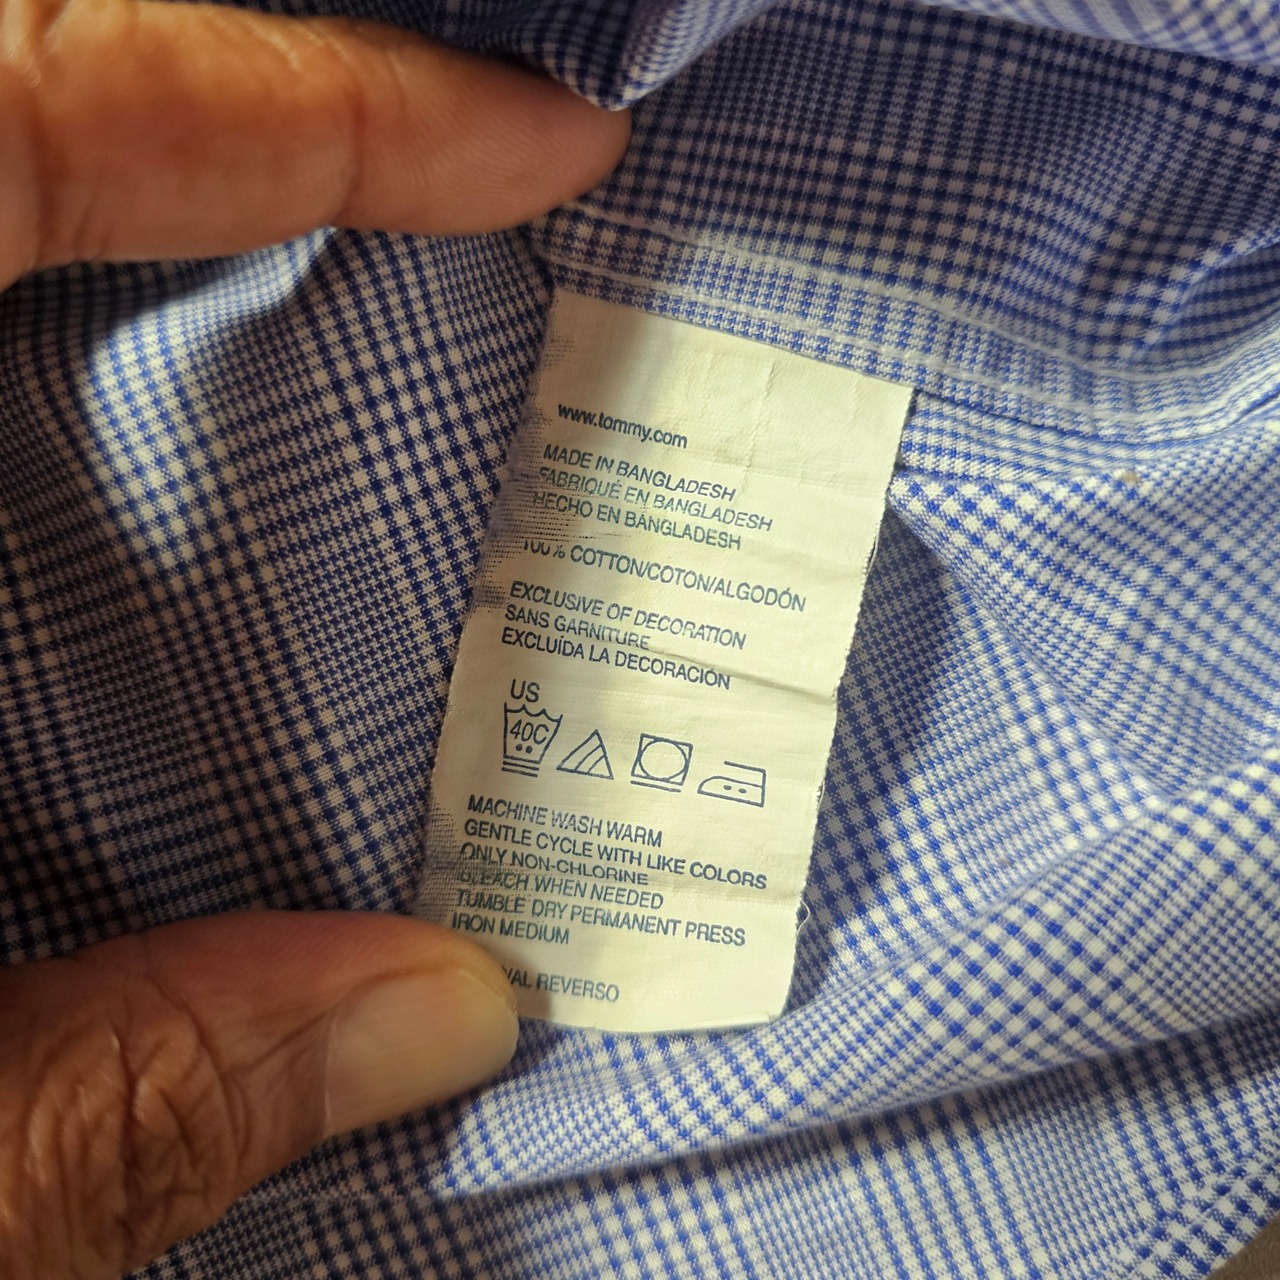 www.tommy.com
MADE IN BANGLADESH
FABRIQUÉ EN BANGLADESH
HECHO EN BANGLADESH
100% COTTON/COTON/ALGODÓN
EXCLUSIVE OF DECORATION
SANS GARNITURE
EXCLUÍDA LA DECORACIÓN
US
40C
MACHINE WASH WARM
GENTLE CYCLE WITH LIKE COLORS
ONLY NON-CHLORINE
BLEACH WHEN NEEDED
TUMBLE DRY PERMANENT PRESS
IRON MEDIUM
REVERSO